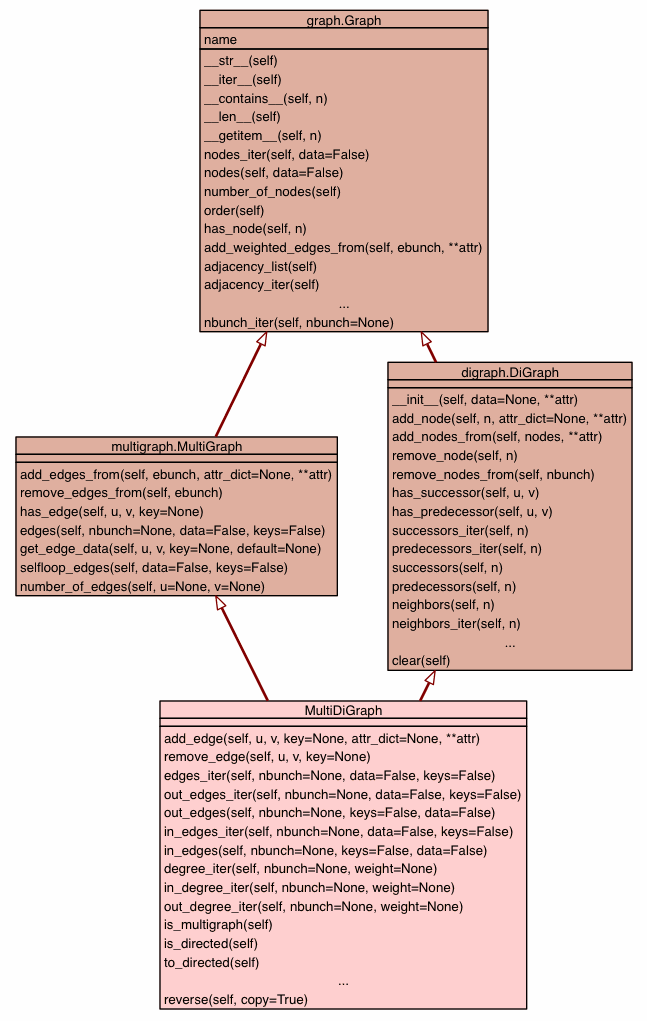 graph.Graph
name
__str__(self)
__iter__(self)
__contains__(self, n)
__len__(self)
__getitem__(self, n)
nodes_iter(self, data=False)
nodes(self, data=False)
number_of_nodes(self)
order(self)
has_node(self, n)
add_weighted_edges_from(self, ebunch, **attr)
adjacency_list(self)
adjacency_iter(self)
...
nbunch_iter(self, nbunch=None)
digraph.DiGraph
__init__(self, data=None, **attr)
add_node(self, n, attr_dict=None, **attr)
add_nodes_from(self, nodes, **attr)
remove_node(self, n)
remove_nodes_from(self, nbunch)
has_successor(self, u, v)
has_predecessor(self, u, v)
successors_iter(self, n)
predecessors_iter(self, n)
successors(self, n)
predecessors(self, n)
neighbors(self, n)
neighbors_iter(self, n)
...
clear(self)
multigraph.MultiGraph
add_edges_from(self, ebunch, attr_dict=None, **attr)
remove_edges_from(self, ebunch)
has_edge(self, u, v, key=None)
edges(self, nbunch=None, data=False, keys=False)
get_edge_data(self, u, v, key=None, default=None)
selfloop_edges(self, data=False, keys=False)
number_of_edges(self, u=None, v=None)
MultiDiGraph
add_edge(self, u, v, key=None, attr_dict=None, **attr)
remove_edge(self, u, v, key=None)
edges_iter(self, nbunch=None, data=False, keys=False)
out_edges_iter(self, nbunch=None, data=False, keys=False)
out_edges(self, nbunch=None, keys=False, data=False)
in_edges_iter(self, nbunch=None, data=False, keys=False)
in_edges(self, nbunch=None, keys=False, data=False)
degree_iter(self, nbunch=None, weight=None)
in_degree_iter(self, nbunch=None, weight=None)
out_degree_iter(self, nbunch=None, weight=None)
is_multigraph(self)
is_directed(self)
to_directed(self)
...
reverse(self, copy=True)